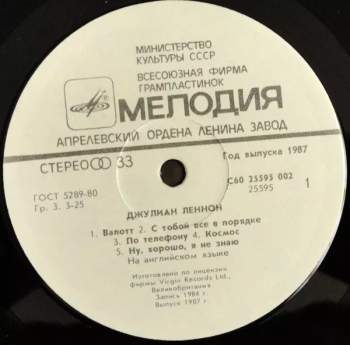 МИНИСТЕРСТВО
КУЛЬТУРЫ СССР
ВСЕСОЮЗНАЯ ФИРМА
ГРАМПЛАСТИНОК
МЕЛОДИЯ
АПРЕЛЕВСКИЙ ОРДЕНА ЛЕНИНА ЗАВОД
СТЕРЕО 33
Год выпуска 1987
ГОСТ 5289-80
Гр. 3. 3-25
С60 25595 002
25595
1
ДЖУЛИАН ЛЕННОН
1. Валотт 2. С тобой все в порядке
3. По телефону 4. Космос
5. Ну, хорошо, я не знаю
На английском языке
Изготовлено по лицензии
фирмы Virgin Records Ltd.,
Великобритания
Запись 1984 г.
Выпуск 1987 г.